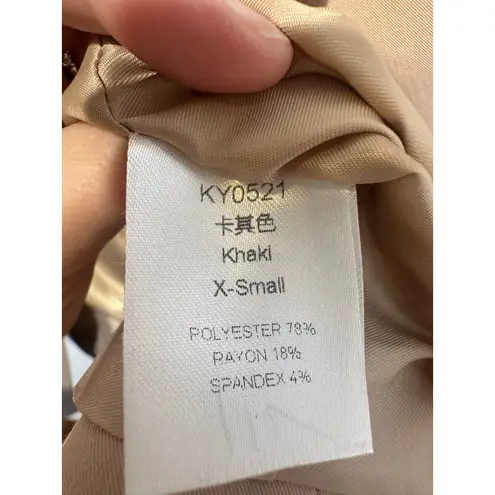 KY0521
卡其色
Khaki
X-Small
POLYESTER 78%
RAYON 18%
SPANDEX 4%